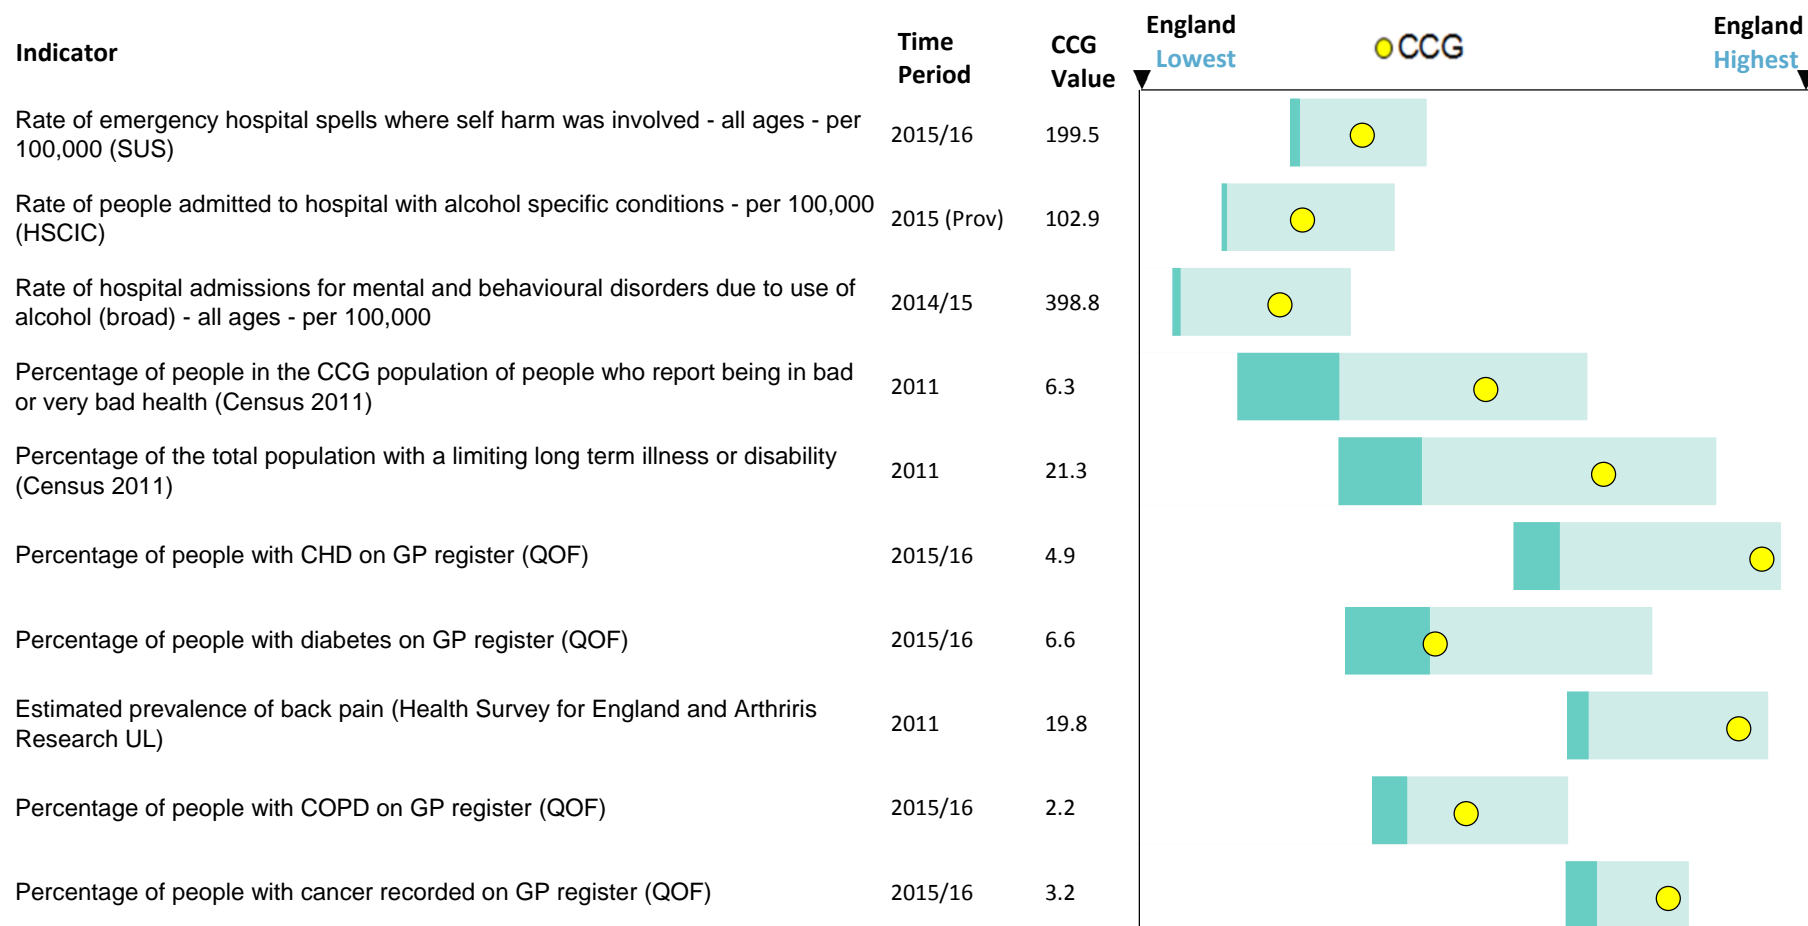 Indicator
Time
Period
CCG
Value
England
Lowest
CCG
England
Highest
Rate of emergency hospital spells where self harm was involved - all ages - per
100,000 (SUS)
2015/16
199.5
Rate of people admitted to hospital with alcohol specific conditions - per 100,000
(HSCIC)
2015 (Prov)
102.9
Rate of hospital admissions for mental and behavioural disorders due to use of
alcohol (broad) - all ages - per 100,000
2014/15
398.8
Percentage of people in the CCG population of people who report being in bad
or very bad health (Census 2011)
2011
6.3
Percentage of the total population with a limiting long term illness or disability
(Census 2011)
2011
21.3
Percentage of people with CHD on GP register (QOF)
2015/16
4.9
Percentage of people with diabetes on GP register (QOF)
2015/16
6.6
Estimated prevalence of back pain (Health Survey for England and Arthriris
Research UL)
2011
19.8
Percentage of people with COPD on GP register (QOF)
2015/16
2.2
Percentage of people with cancer recorded on GP register (QOF)
2015/16
3.2